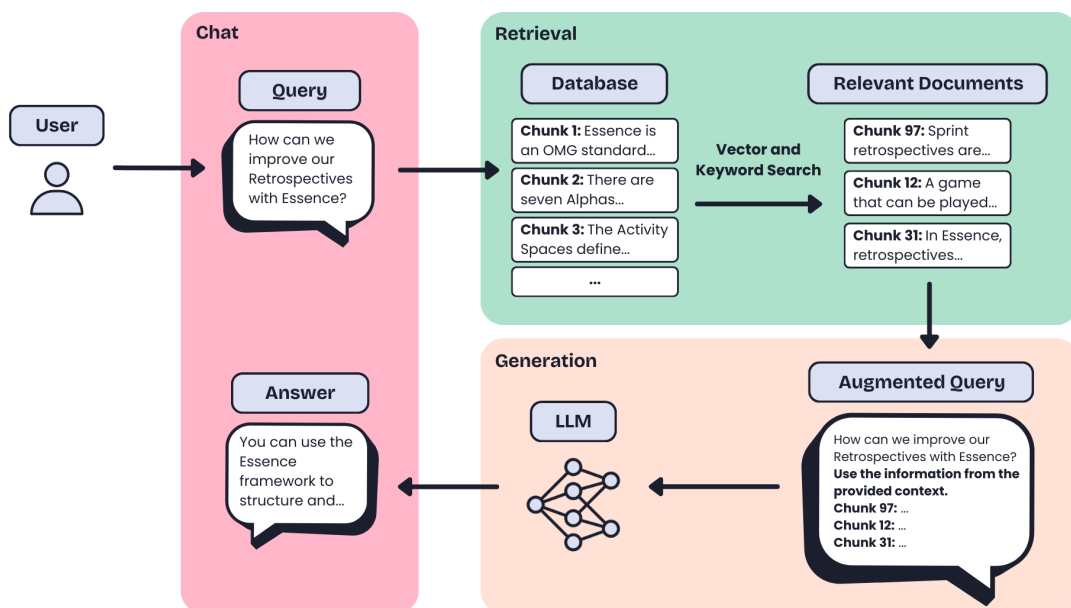 Chat
User
Query
How can we
improve our
Retrospectives
with Essence?
Retrieval
Database
Chunk 1: Essence is
an OMG standard...
Chunk 2: There are
seven Alphas...
Chunk 3: The Activity
Spaces define...
...
Vector and
Keyword Search
Relevant Documents
Chunk 97: Sprint
retrospectives are...
Chunk 12: A game
that can be played...
Chunk 31: In Essence,
retrospectives...
Generation
Augmented Query
How can we improve our
Retrospectives with Essence?
Use the information from the
provided context.
Chunk 97: ...
Chunk 12: ...
Chunk 31: ...
LLM
Answer
You can use the
Essence
framework to
structure and...